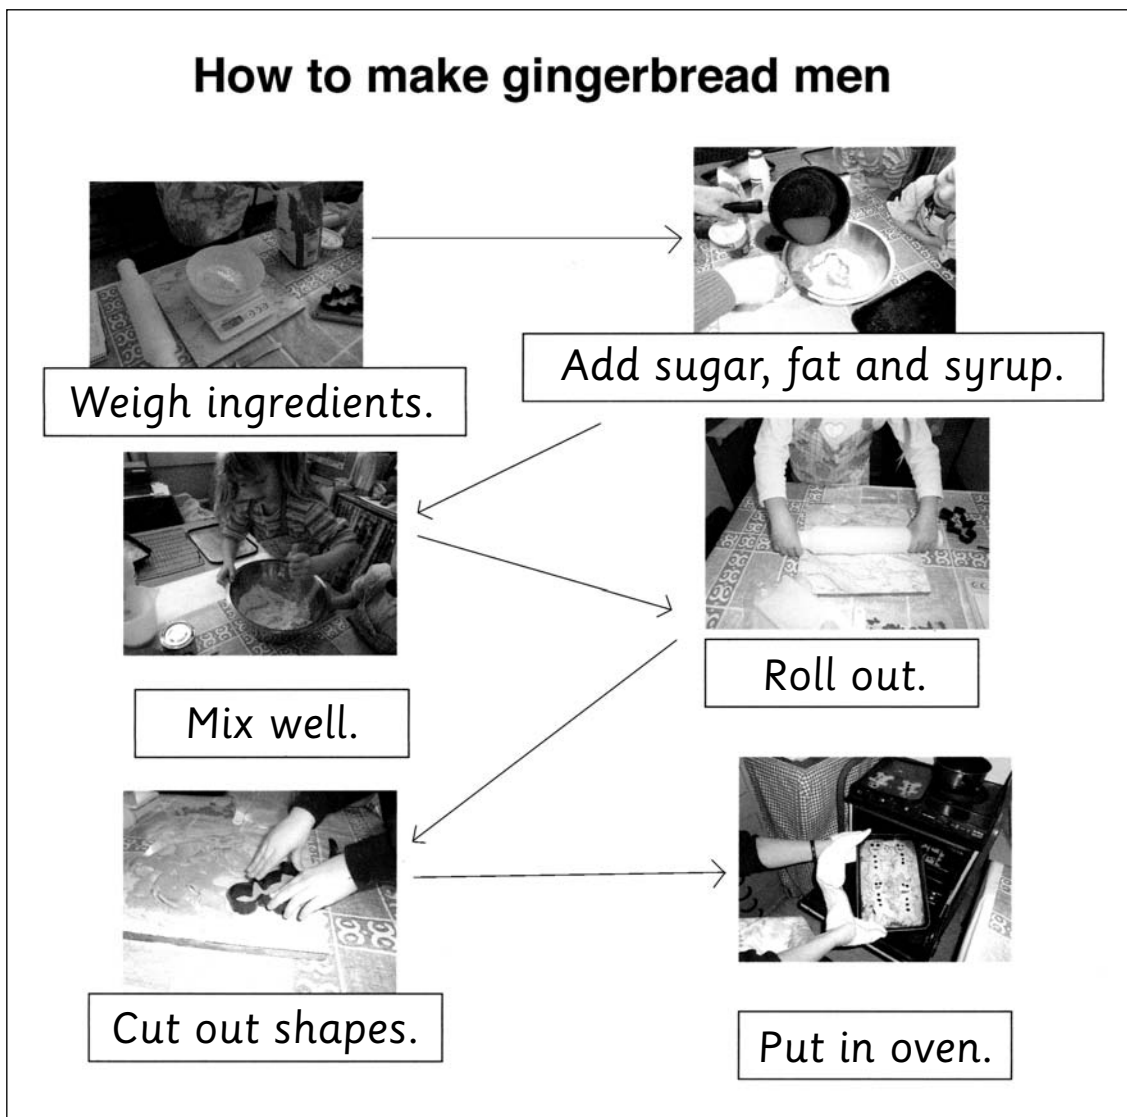 How to make gingerbread men
Weigh ingredients.
Add sugar, fat and syrup.
Mix well.
Roll out.
Cut out shapes.
Put in oven.